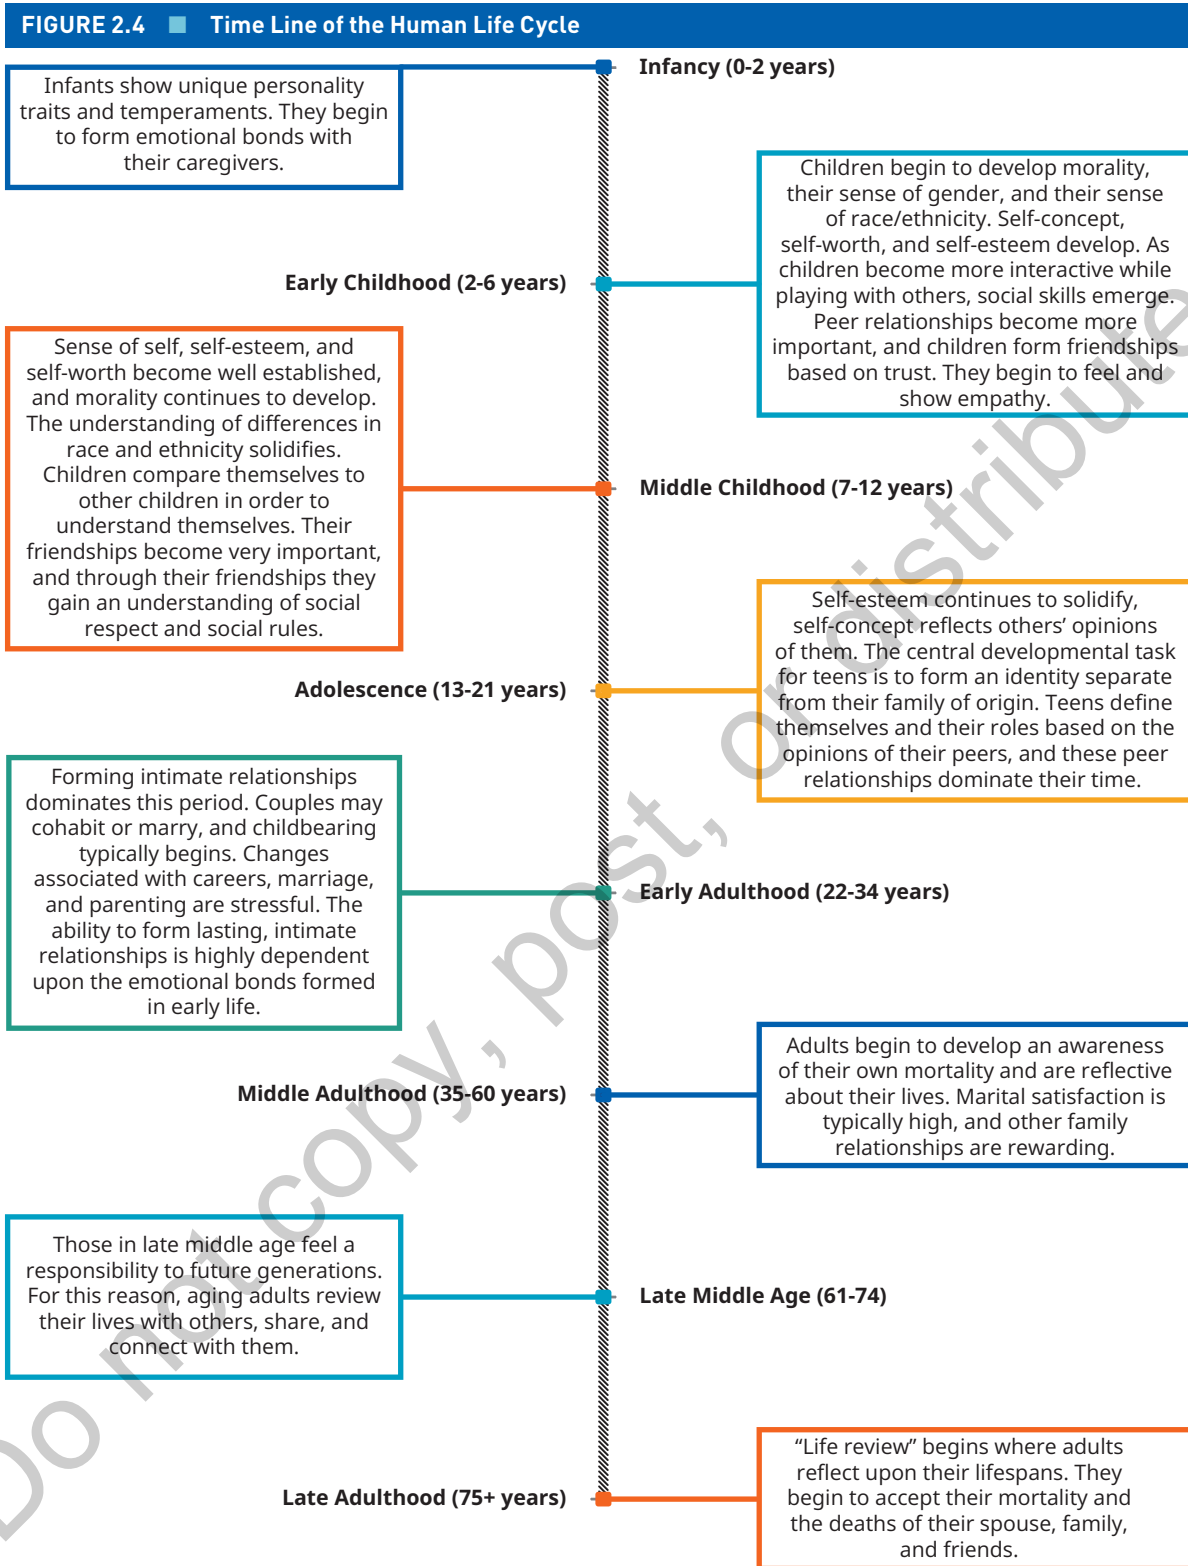 FIGURE 2.4 ■ Time Line of the Human Life Cycle
Infancy (0-2 years)
Infants show unique personality
traits and temperaments. They begin
to form emotional bonds with
their caregivers.
Early Childhood (2-6 years)
Children begin to develop morality,
their sense of gender, and their sense
of race/ethnicity. Self-concept,
self-worth, and self-esteem develop. As
children become more interactive while
playing with others, social skills emerge.
Peer relationships become more
important, and children form friendships
based on trust. They begin to feel and
show empathy.
Middle Childhood (7-12 years)
Sense of self, self-esteem, and
self-worth become well established,
and morality continues to develop.
The understanding of differences in
race and ethnicity solidifies.
Children compare themselves to
other children in order to
understand themselves. Their
friendships become very important,
and through their friendships they
gain an understanding of social
respect and social rules.
Adolescence (13-21 years)
Self-esteem continues to solidify,
self-concept reflects others’ opinions
of them. The central developmental task
for teens is to form an identity separate
from their family of origin. Teens define
themselves and their roles based on the
opinions of their peers, and these peer
relationships dominate their time.
Early Adulthood (22-34 years)
Forming intimate relationships
dominates this period. Couples may
cohabit or marry, and childbearing
typically begins. Changes
associated with careers, marriage,
and parenting are stressful. The
ability to form lasting, intimate
relationships is highly dependent
upon the emotional bonds formed
in early life.
Middle Adulthood (35-60 years)
Adults begin to develop an awareness
of their own mortality and are reflective
about their lives. Marital satisfaction is
typically high, and other family
relationships are rewarding.
Late Middle Age (61-74)
Those in late middle age feel a
responsibility to future generations.
For this reason, aging adults review
their lives with others, share, and
connect with them.
Late Adulthood (75+ years)
“Life review” begins where adults
reflect upon their lifespans. They
begin to accept their mortality and
the deaths of their spouse, family,
and friends.
Do not copy, post, or distribute